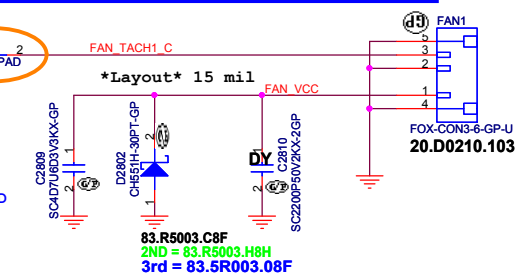 FAN1
5
3
2
1
4
FOX-CON3-6-GP-U
20.D0210.103
2
PAD
FAN_TACH1_C
*Layout* 15 mil
FAN_VCC
C2809
SC4D7U6D3V3KX-GP
1
2
D2802
CH551H-30PT-GP
2
1
DY
C2810
SC2200P50V2KX-2GP
1
2
83.R5003.C8F
2ND = 83.R5003.H8H
3rd = 83.5R003.08F